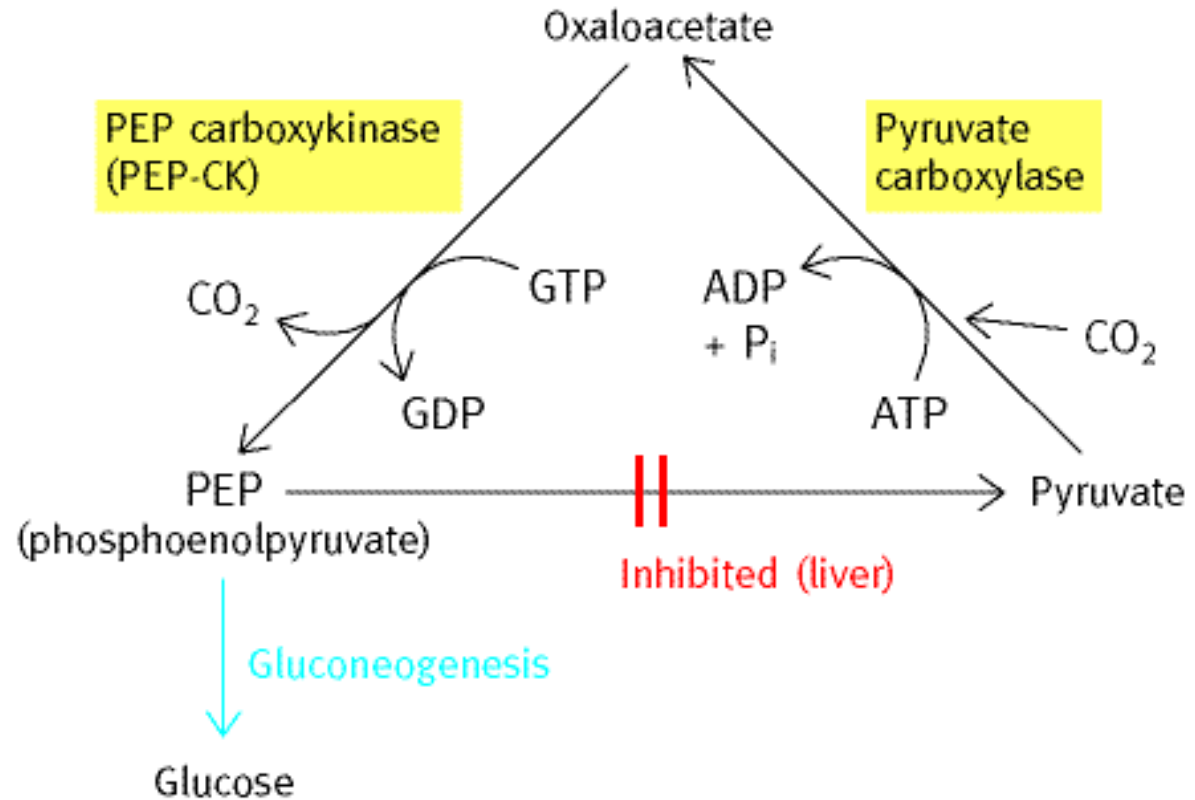 Oxaloacetate
PEP carboxykinase
(PEP-CK)
Pyruvate
carboxylase
CO₂
GTP
ADP
+ Pᵢ
CO₂
GDP
ATP
PEP
(phosphoenolpyruvate)
Pyruvate
Inhibited (liver)
Gluconeogenesis
Glucose